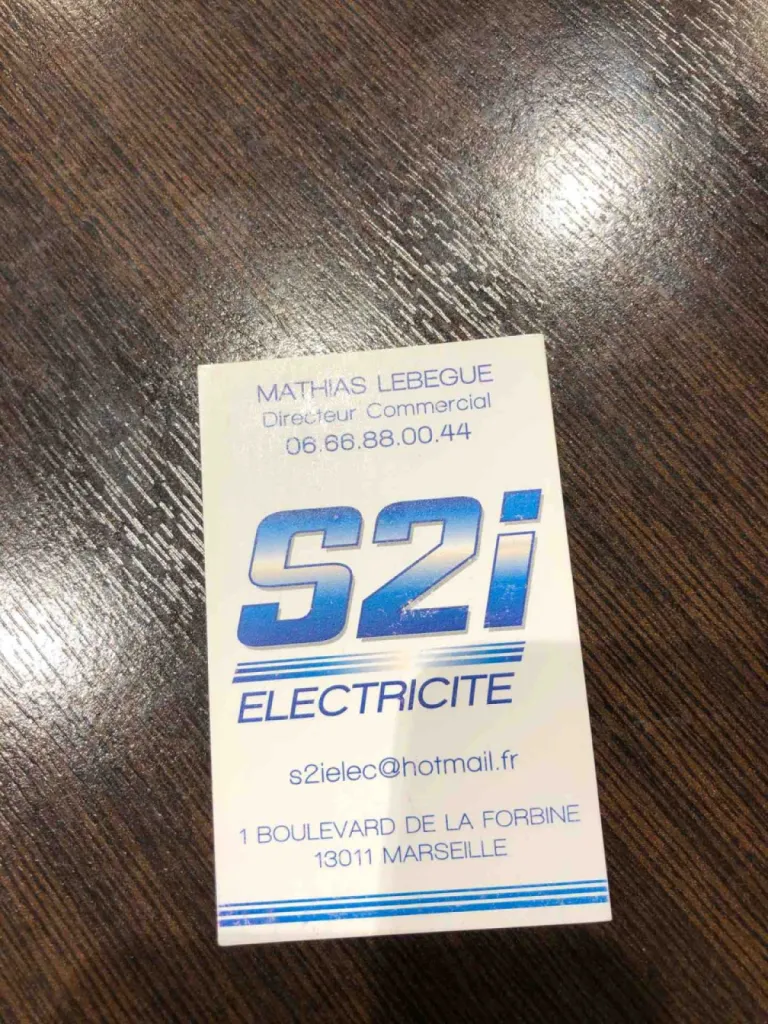 MATHIAS LEBEGUE
Directeur Commercial
06.66.88.00.44
S2i
ELECTRICITE
s2ielec@hotmail.fr
1 BOULEVARD DE LA FORBINE
13011 MARSEILLE